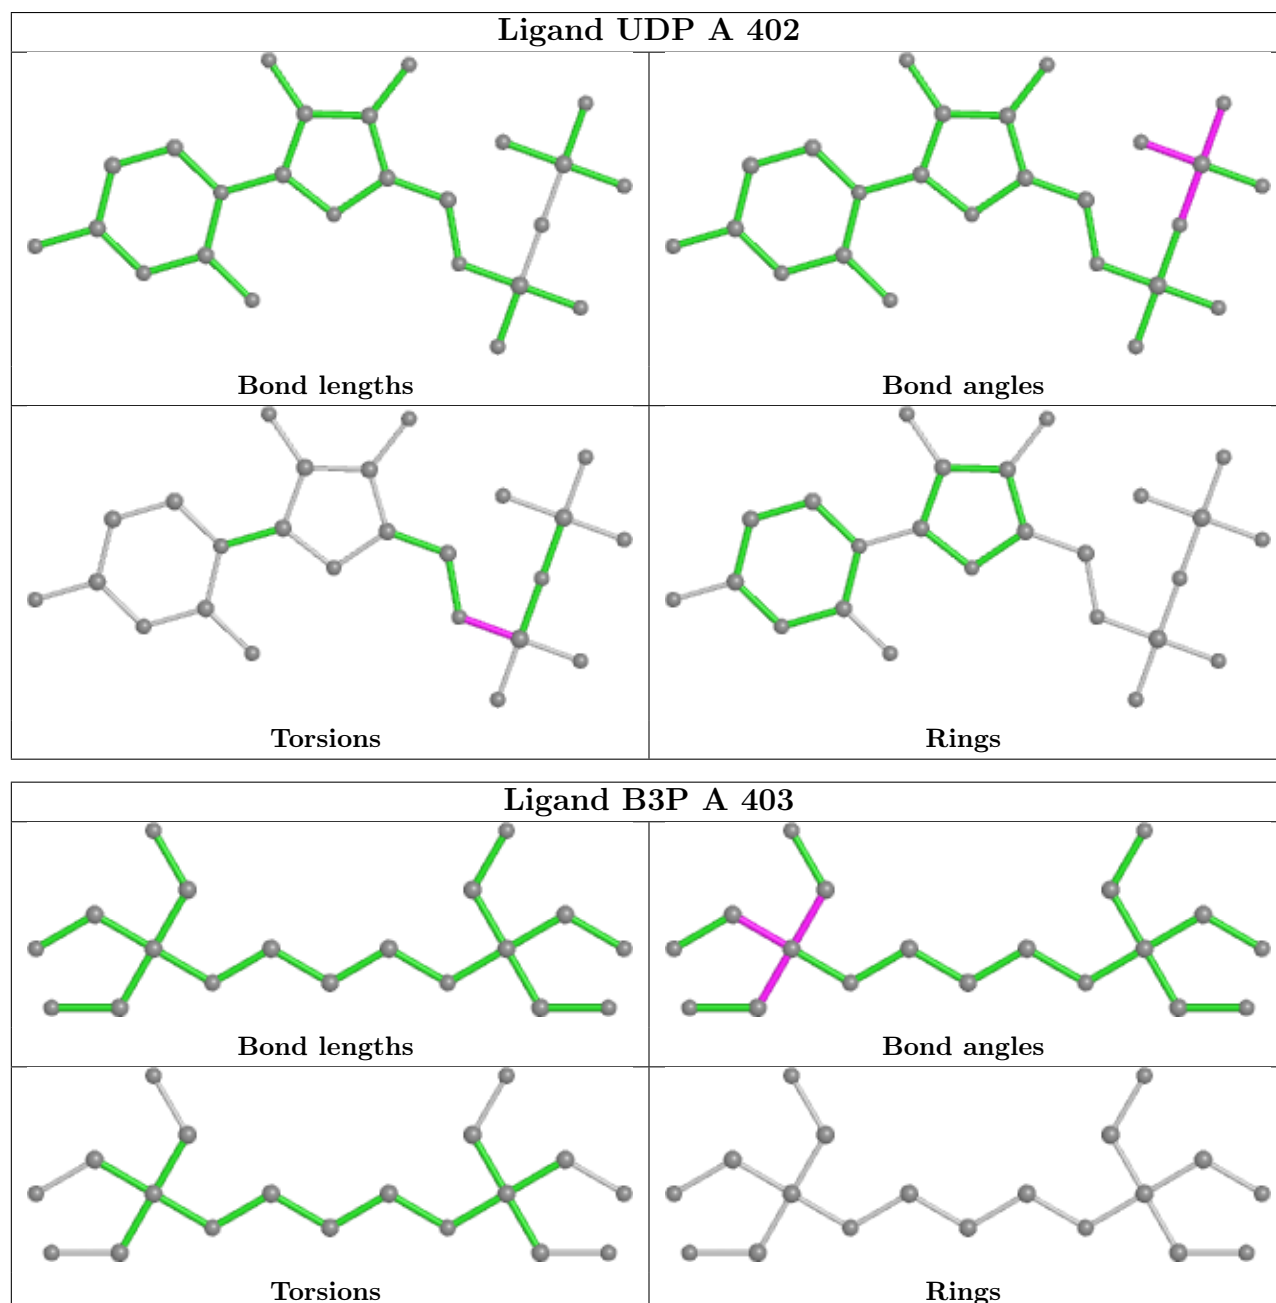 Ligand UDP A 402
Bond lengths
Bond angles
Torsions
Rings
Ligand B3P A 403
Bond lengths
Bond angles
Torsions
Rings